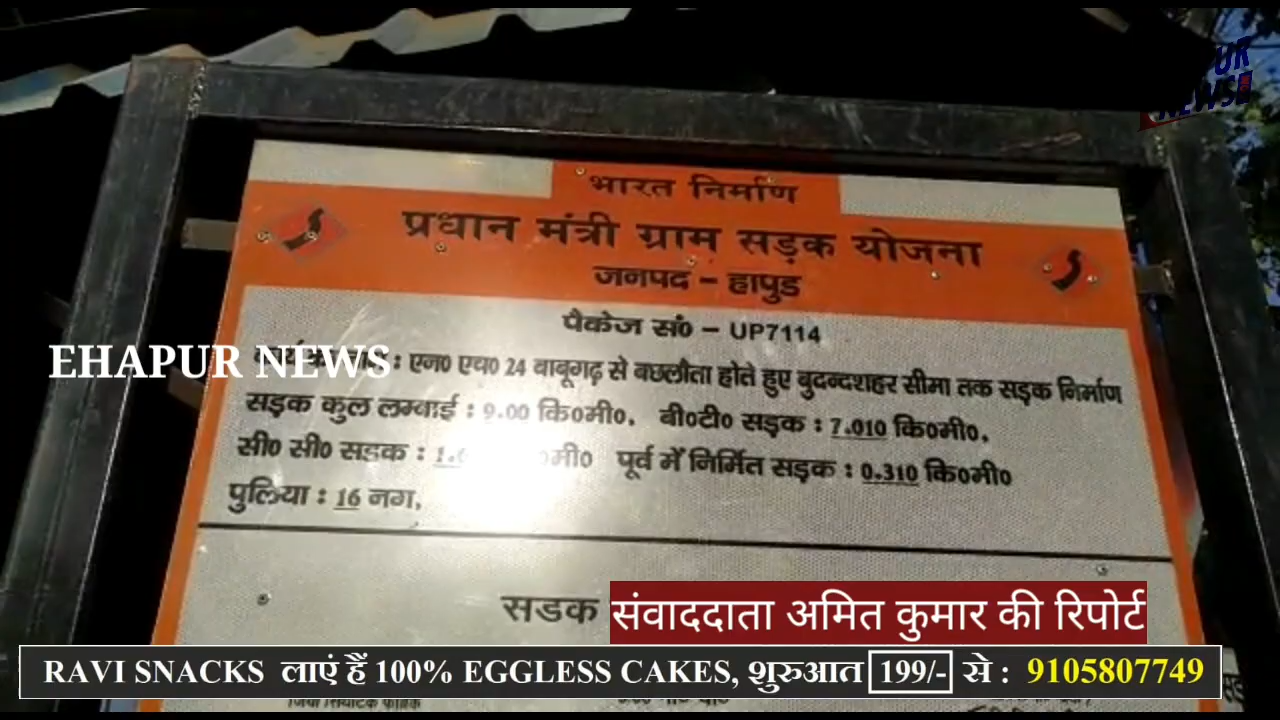 भारत निर्माण
प्रधान मंत्री ग्राम सड़क योजना
जनपद - हापुड
पैकेज सं० - UP7114
: एन० एच० 24 बाबूगढ़ से बछलौता होते हुए बुदन्दशहर सीमा तक सड़क निर्माण
EHAPUR NEWS
सड़क कुल लम्बाई : 9.00 कि०मी०, बी०टी० सड़क : 7.010 कि०मी०,
सी० सी० सड़क : पूर्व में निर्मित सड़क : 0.310 कि०मी०
पुलिया : 16 नग,
सडक
संवाददाता अमित कुमार की रिपोर्ट
RAVI SNACKS लाएं हैं 100% EGGLESS CAKES, शुरुआत 199/- से : 9105807749